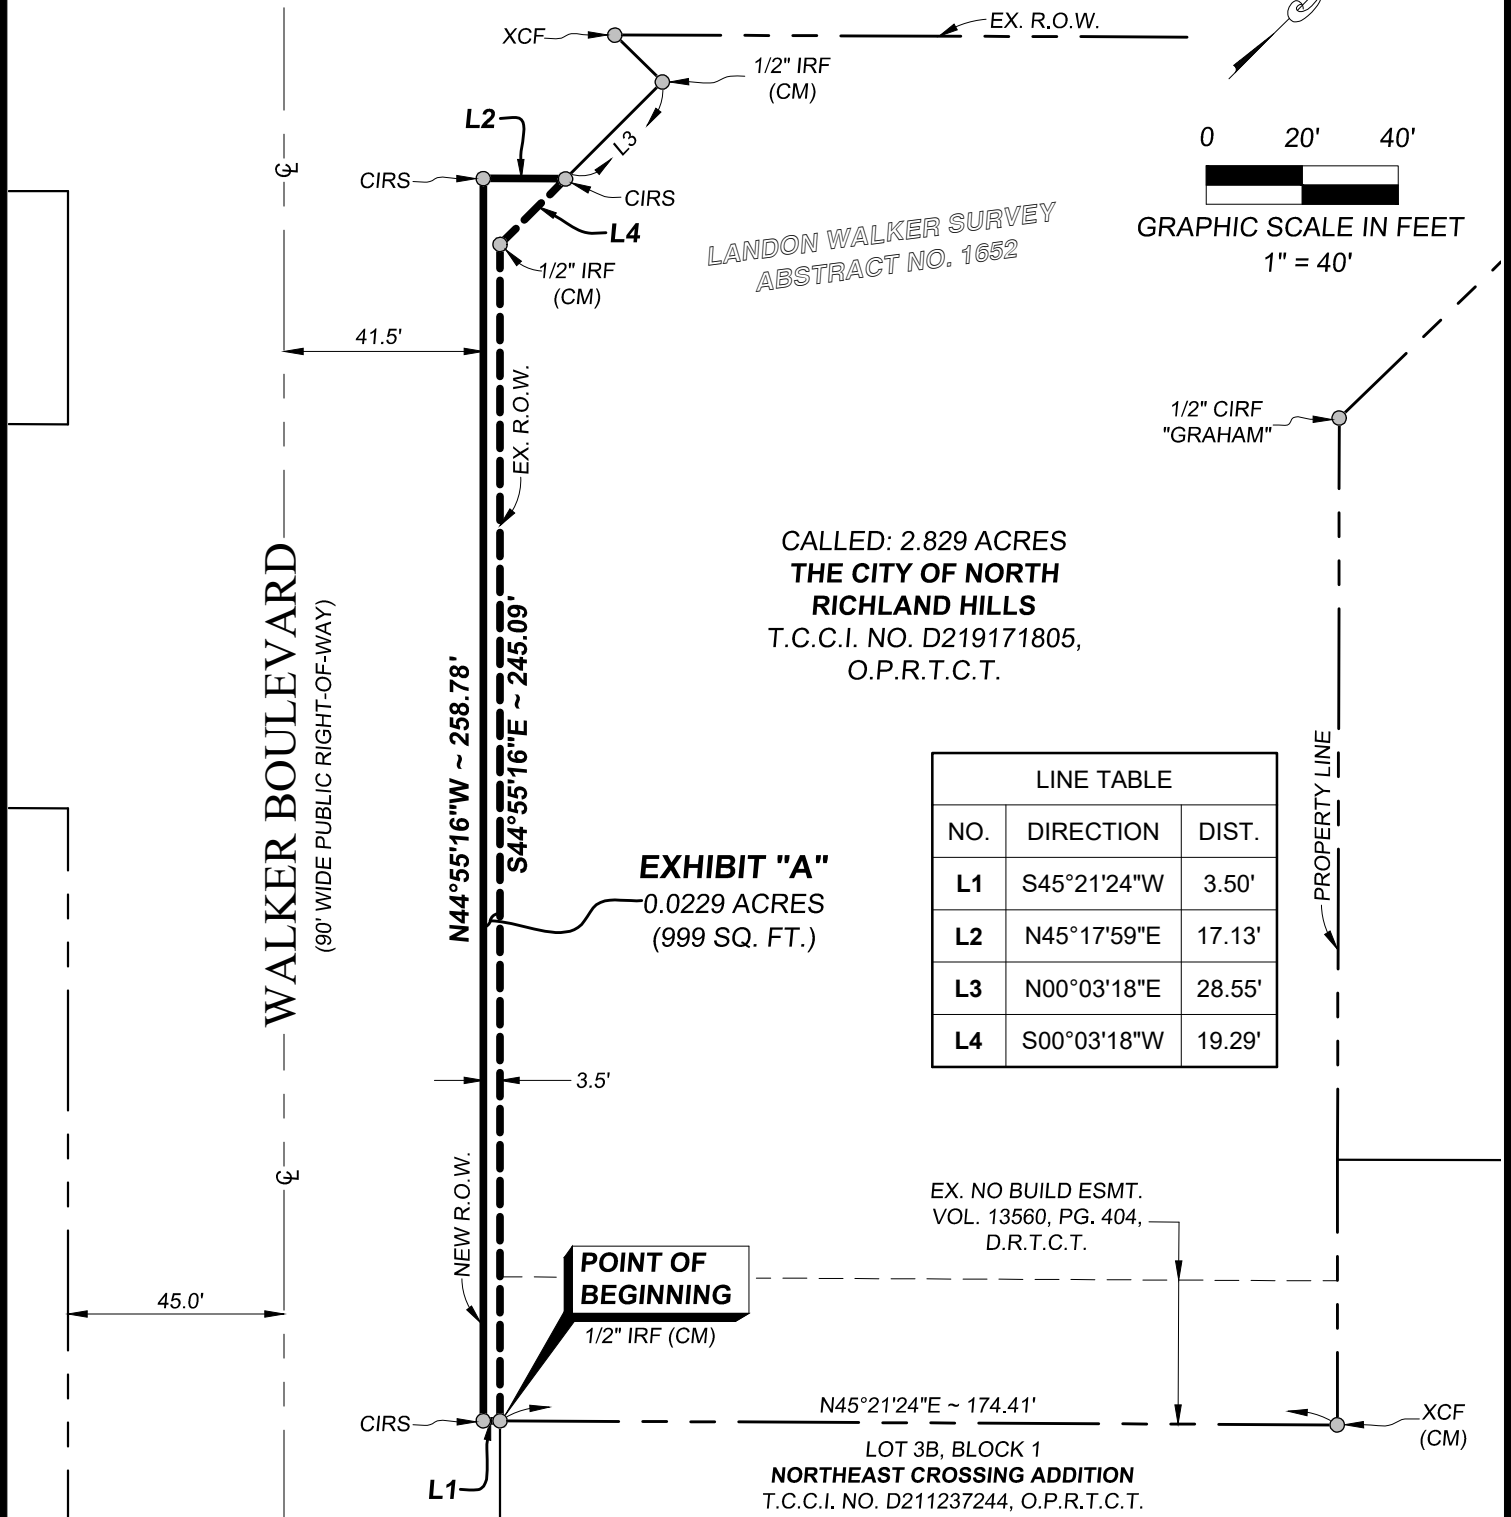 XCF
EX. R.O.W.
1/2" IRF
(CM)
L2
L3
0 20' 40'
GRAPHIC SCALE IN FEET
1" = 40'
℄
CIRS
CIRS
L4
1/2" IRF
(CM)
LANDON WALKER SURVEY
ABSTRACT NO. 1652
41.5'
EX. R.O.W.
1/2" CIRF
"GRAHAM"
CALLED: 2.829 ACRES
THE CITY OF NORTH
RICHLAND HILLS
T.C.C.I. NO. D219171805,
O.P.R.T.C.T.
WALKER BOULEVARD
(90' WIDE PUBLIC RIGHT-OF-WAY)
N44°55'16"W ~ 258.78'
S44°55'16"E ~ 245.09'
EXHIBIT "A"
0.0229 ACRES
(999 SQ. FT.)
LINE TABLE
NO. DIRECTION DIST.
L1 S45°21'24"W 3.50'
L2 N45°17'59"E 17.13'
L3 N00°03'18"E 28.55'
L4 S00°03'18"W 19.29'
PROPERTY LINE
3.5'
℄
NEW R.O.W.
EX. NO BUILD ESMT.
VOL. 13560, PG. 404,
D.R.T.C.T.
POINT OF
BEGINNING
1/2" IRF (CM)
45.0'
CIRS
N45°21'24"E ~ 174.41'
XCF
(CM)
L1
LOT 3B, BLOCK 1
NORTHEAST CROSSING ADDITION
T.C.C.I. NO. D211237244, O.P.R.T.C.T.